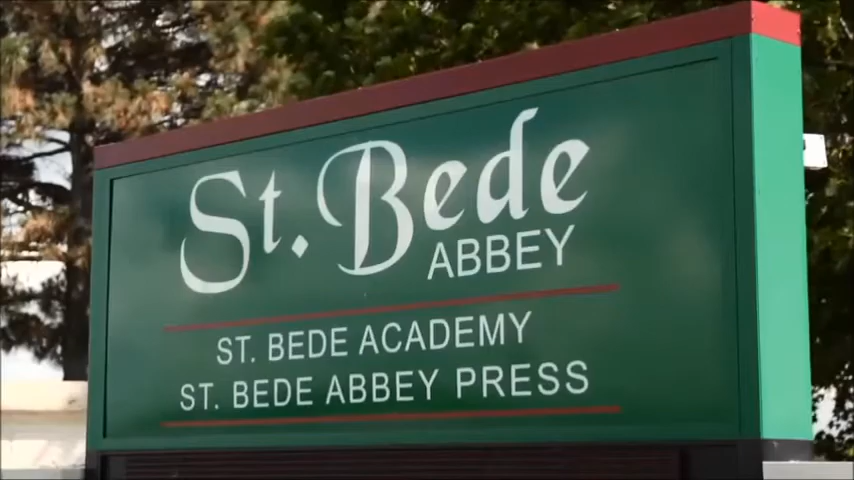 St. Bede
ABBEY
ST. BEDE ACADEMY
ST. BEDE ABBEY PRESS